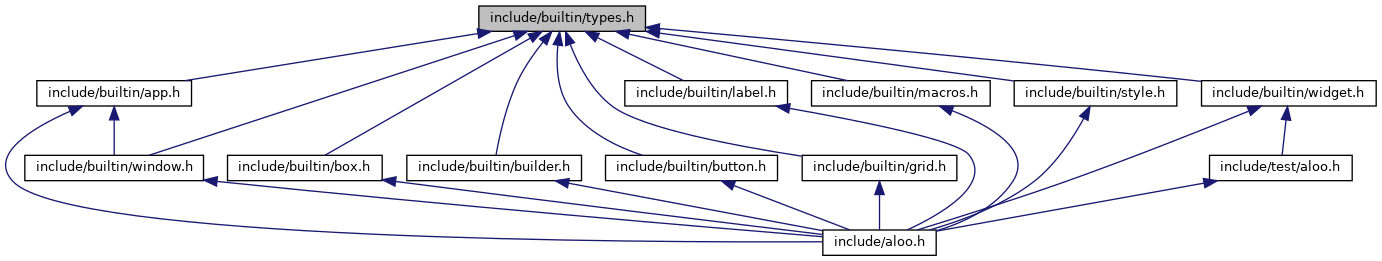 include/builtin/types.h
include/builtin/app.h
include/builtin/label.h
include/builtin/macros.h
include/builtin/style.h
include/builtin/widget.h
include/builtin/window.h
include/builtin/box.h
include/builtin/builder.h
include/builtin/button.h
include/builtin/grid.h
include/test/aloo.h
include/aloo.h